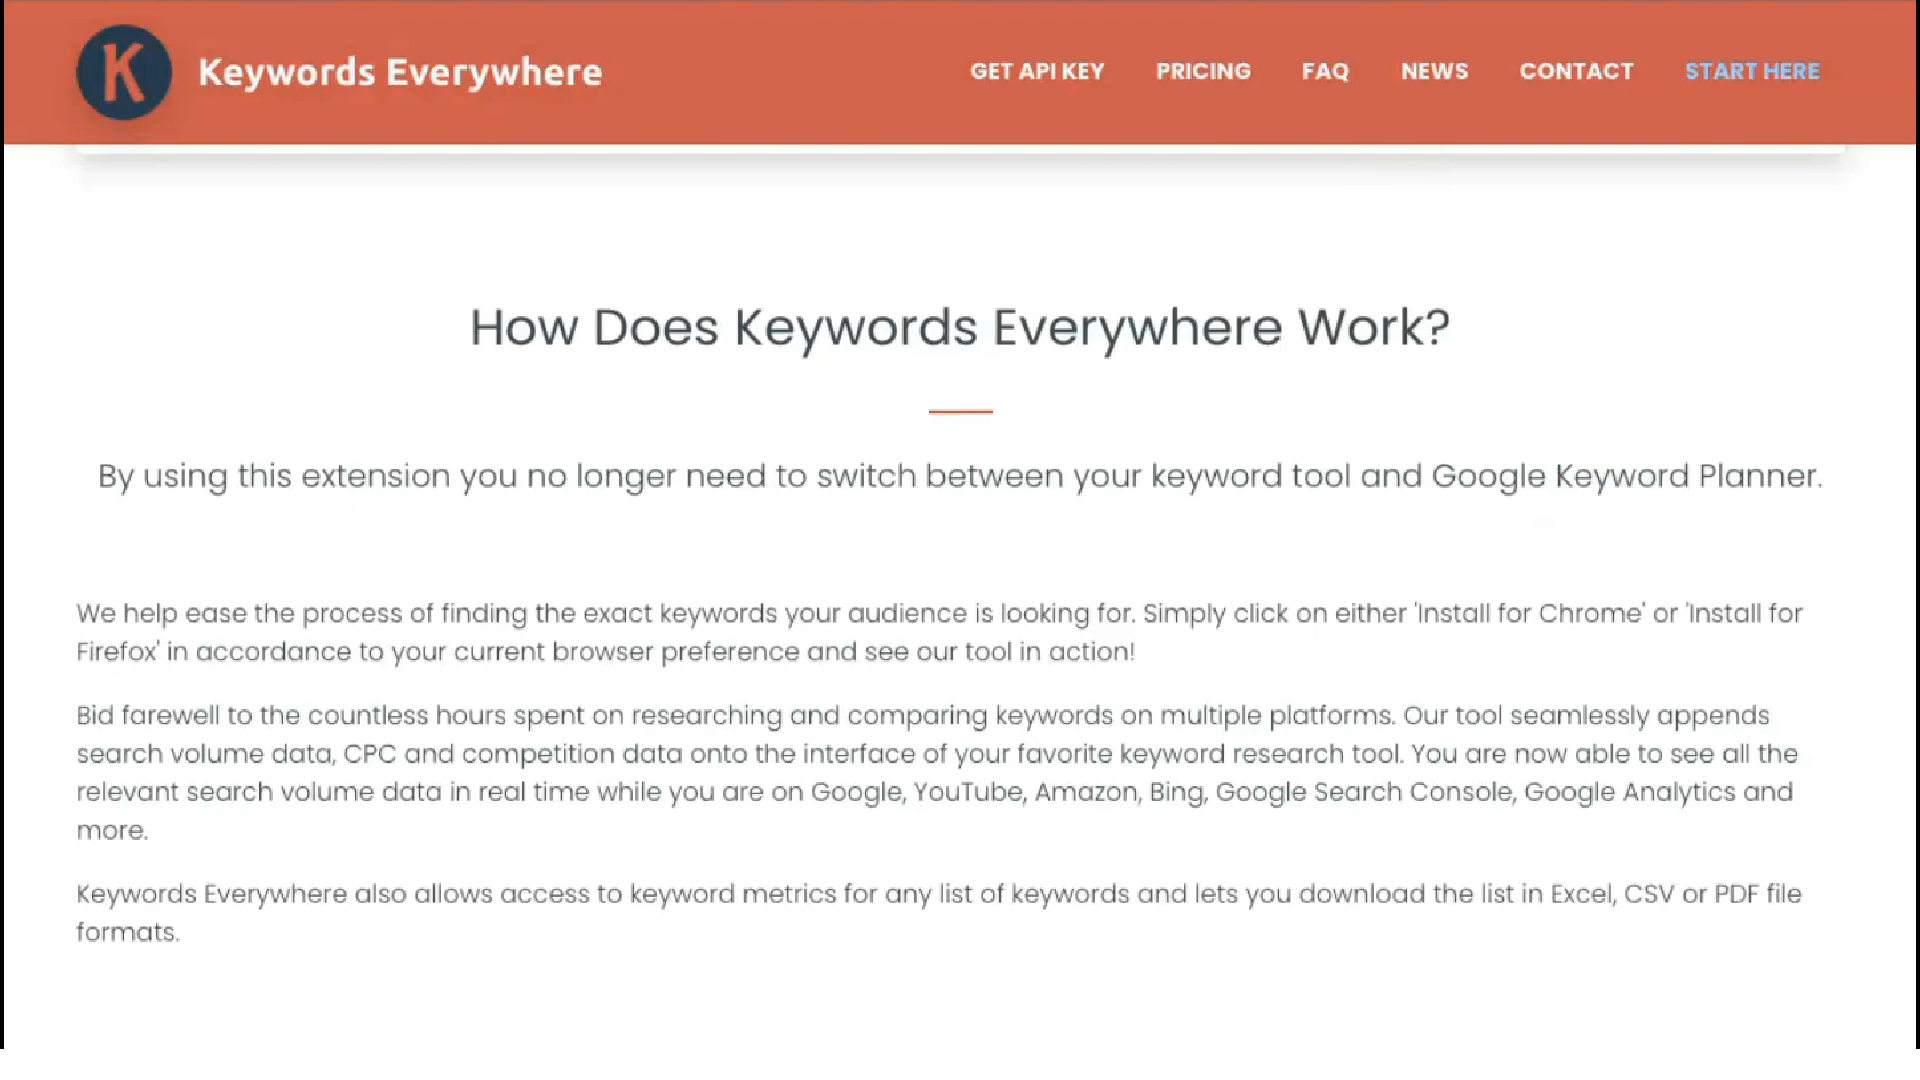 K Keywords Everywhere GET API KEY PRICING FAQ NEWS CONTACT START HERE
How Does Keywords Everywhere Work?
By using this extension you no longer need to switch between your keyword tool and Google Keyword Planner.
We help ease the process of finding the exact keywords your audience is looking for. Simply click on either 'Install for Chrome' or 'Install for
Firefox' in accordance to your current browser preference and see our tool in action!
Bid farewell to the countless hours spent on researching and comparing keywords on multiple platforms. Our tool seamlessly appends
search volume data, CPC and competition data onto the interface of your favorite keyword research tool. You are now able to see all the
relevant search volume data in real time while you are on Google, YouTube, Amazon, Bing, Google Search Console, Google Analytics and
more.
Keywords Everywhere also allows access to keyword metrics for any list of keywords and lets you download the list in Excel, CSV or PDF file
formats.